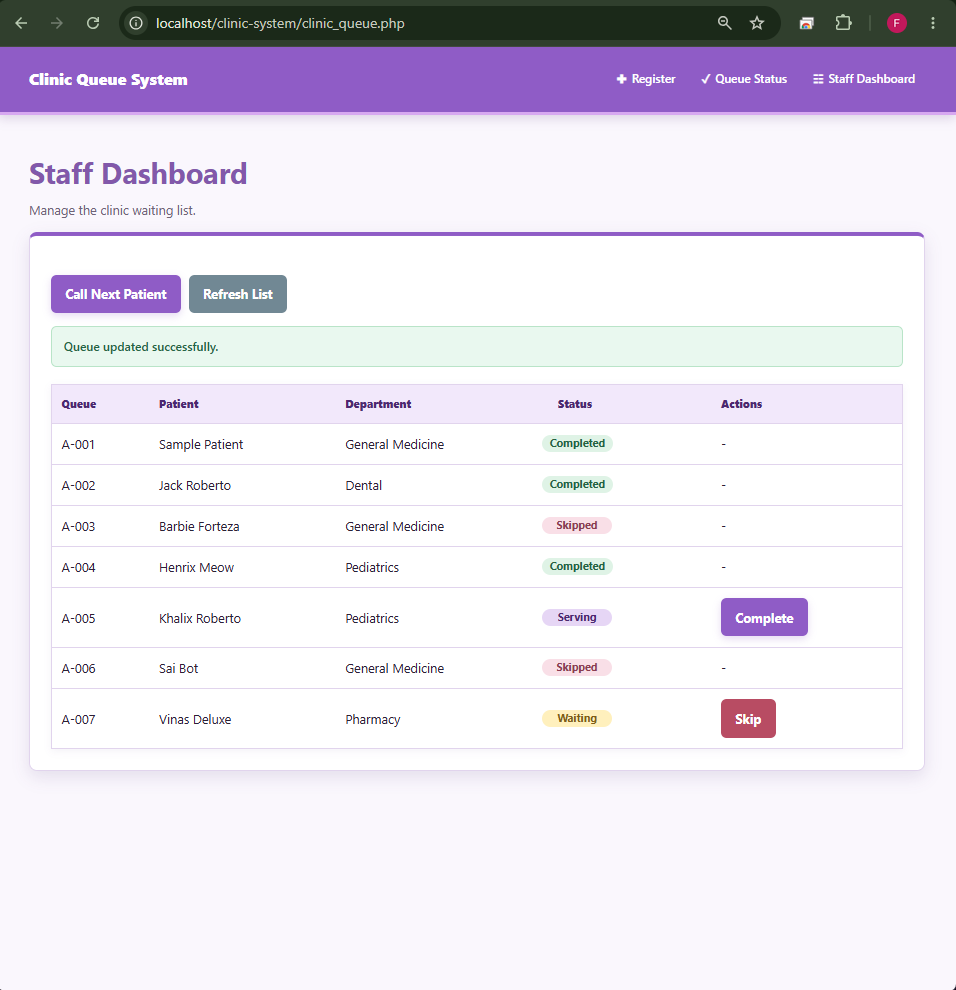 localhost/clinic-system/clinic_queue.php
F
Clinic Queue System
Register
Queue Status
Staff Dashboard
Staff Dashboard
Manage the clinic waiting list.
Call Next Patient
Refresh List
Queue updated successfully.
Queue Patient Department Status Actions
A-001 Sample Patient General Medicine Completed -
A-002 Jack Roberto Dental Completed -
A-003 Barbie Forteza General Medicine Skipped -
A-004 Henrix Meow Pediatrics Completed -
A-005 Khalix Roberto Pediatrics Serving Complete
A-006 Sai Bot General Medicine Skipped -
A-007 Vinas Deluxe Pharmacy Waiting Skip